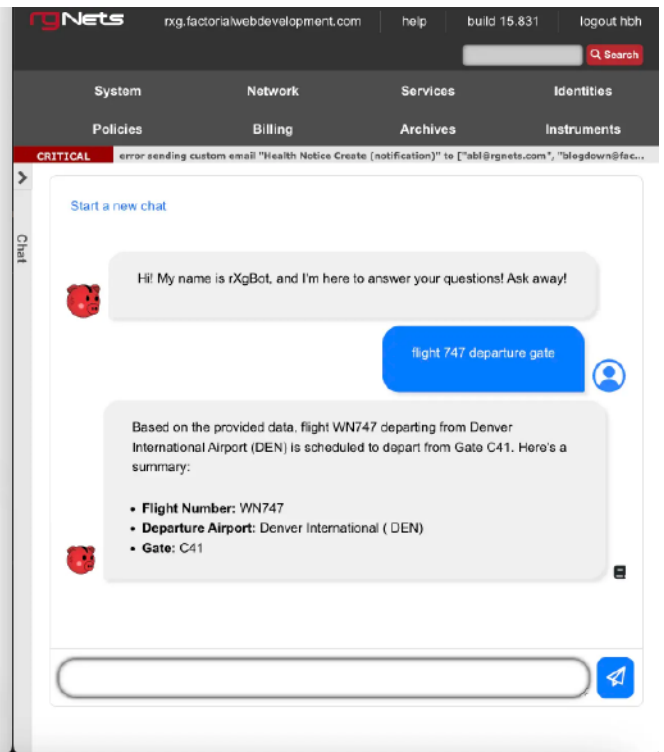 rgNets rxg.factorialwebdevelopment.com help build 15.831 logout hbh
Search
System Network Services Identities
Policies Billing Archives Instruments
CRITICAL error sending custom email "Health Notice Create (notification)" to ["abl@rgnets.com", "blogdown@fac...
Chat
Start a new chat
Hi! My name is rXgBot, and I'm here to answer your questions! Ask away!
flight 747 departure gate
Based on the provided data, flight WN747 departing from Denver
International Airport (DEN) is scheduled to depart from Gate C41. Here's a
summary:
• Flight Number: WN747
• Departure Airport: Denver International ( DEN)
• Gate: C41